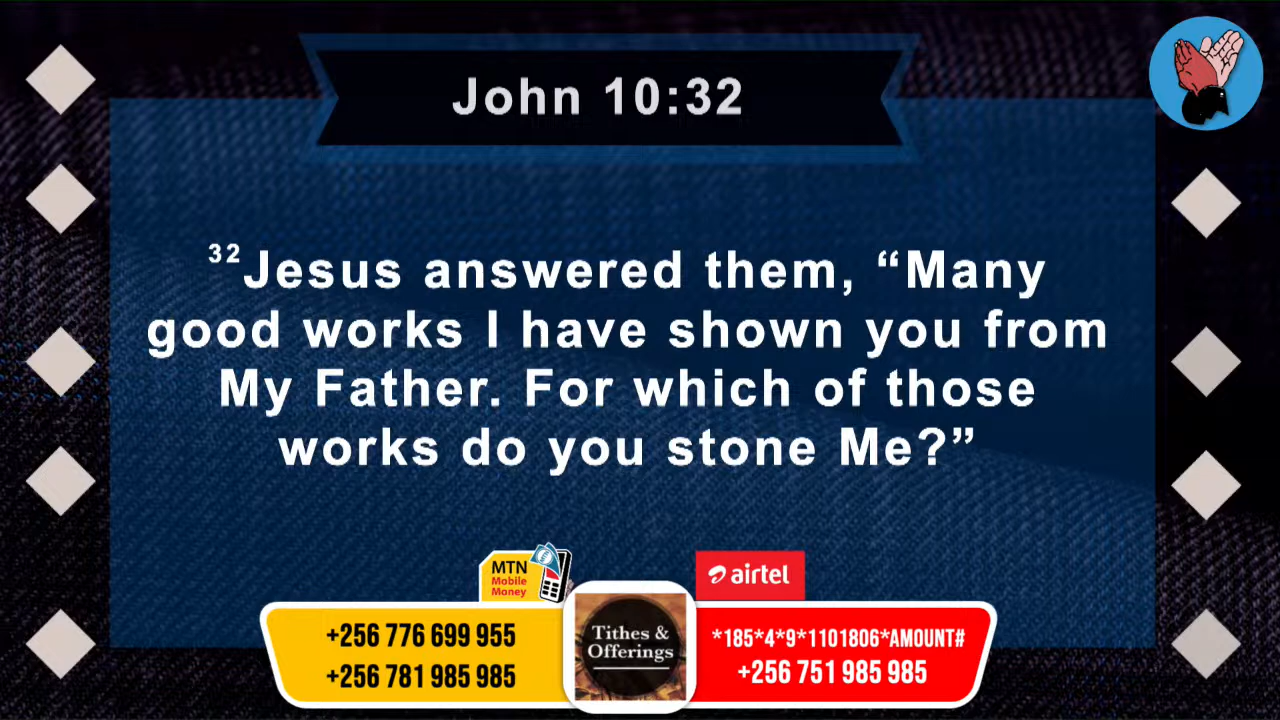 John 10:32
32Jesus answered them, “Many
good works I have shown you from
My Father. For which of those
works do you stone Me?”
MTN
Mobile
Money
airtel
+256 776 699 955
+256 781 985 985
Tithes &
Offerings
*185*4*9*1101806*AMOUNT#
+256 751 985 985